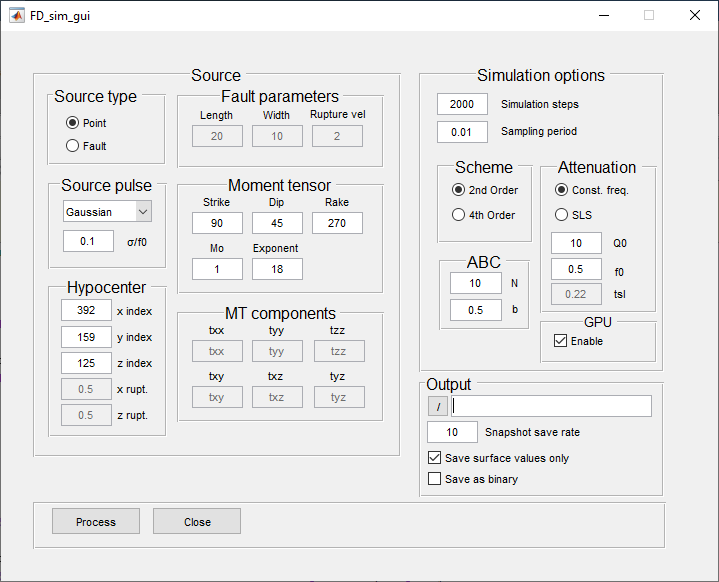 FD_sim_gui
Source
Source type
Point
Fault
Fault parameters
Length Width Rupture vel
20 10 2
Source pulse
Gaussian
0.1 σ/f0
Moment tensor
Strike Dip Rake
90 45 270
Mo Exponent
1 18
Hypocenter
392 x index
159 y index
125 z index
0.5 x rupt.
0.5 z rupt.
MT components
txx tyy tzz
txx tyy tzz
txy txz tyz
txy txz tyz
Simulation options
2000 Simulation steps
0.01 Sampling period
Scheme
2nd Order
4th Order
Attenuation
Const. freq.
SLS
10 Q0
0.5 f0
0.22 tsl
ABC
10 N
0.5 b
GPU
Enable
Output
/
10 Snapshot save rate
Save surface values only
Save as binary
Process Close